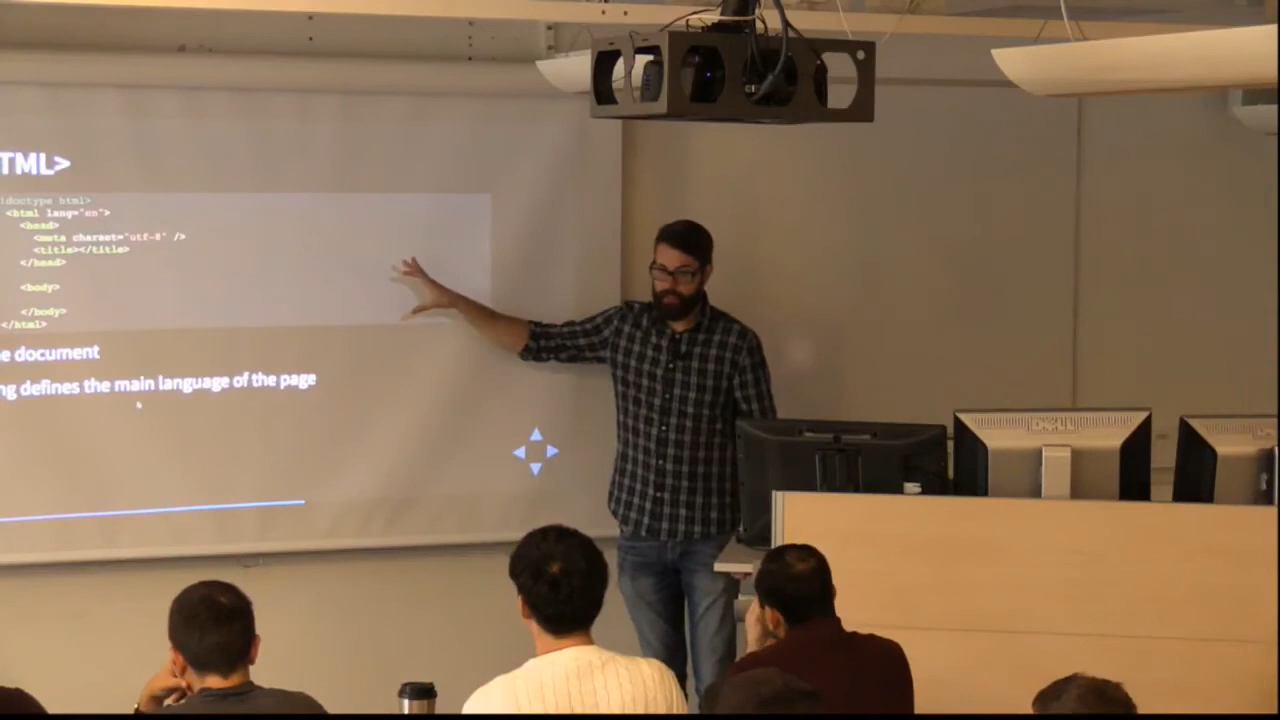 TML>
doctype html>
<html lang="en">
<head>
<meta charset="utf-8" />
<title></title>
</head>
<body>
</body>
</html>
e document
ng defines the main language of the page
DELL